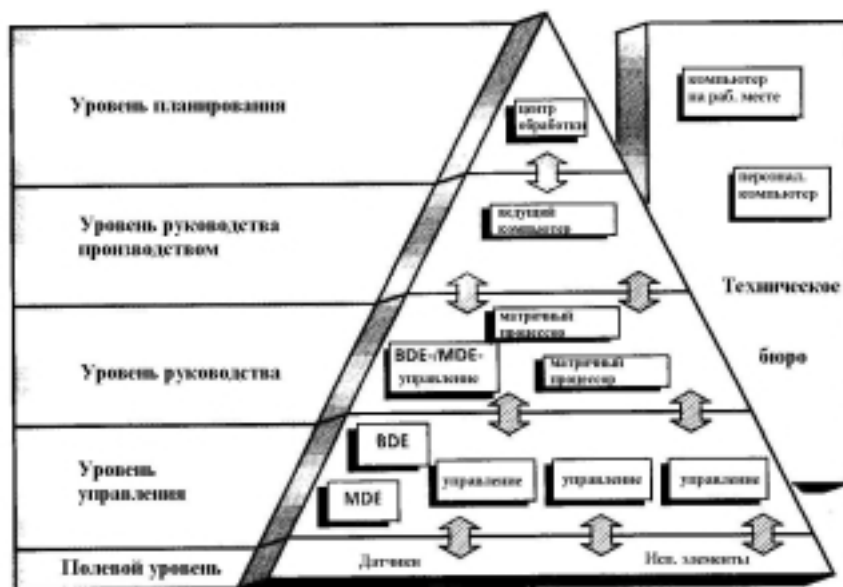 Уровень планирования
центр
обработки
компьютер
на раб. месте
персонал.
компьютер
Уровень руководства
производством
ведущий
компьютер
Техническое
бюро
Уровень руководства
матричный
процессор
BDE-/MDE-
управление
матричный
процессор
Уровень
управления
BDE
MDE
управление
управление
управление
Полевой уровень
Датчики
Исп. элементы